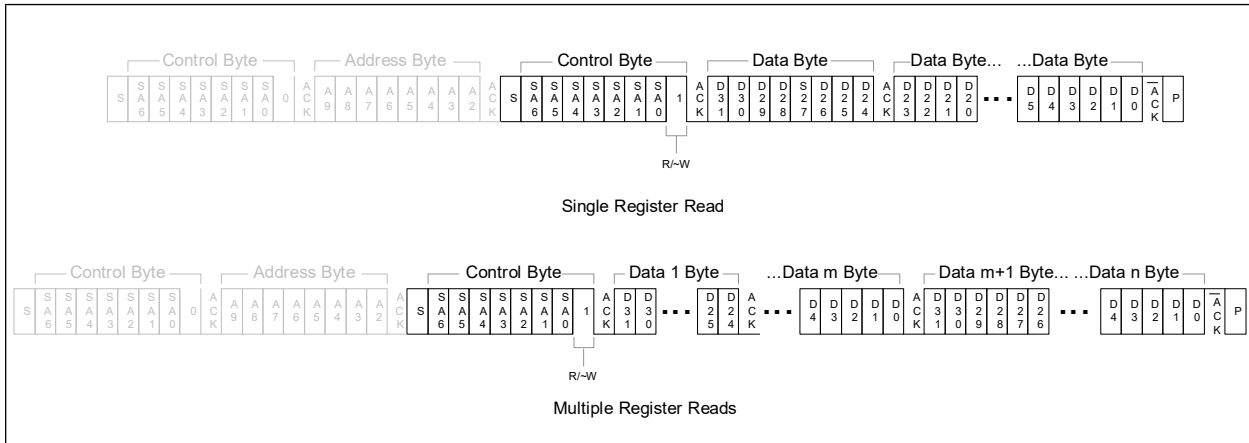 Control Byte Address Byte Control Byte Data Byte Data Byte... ...Data Byte
S SA6 SA5 SA4 SA3 SA2 SA1 SA0 0 ACK A9 A8 A7 A6 A5 A4 A3 A2 ACK S SA6 SA5 SA4 SA3 SA2 SA1 SA0 1 ACK D31 D30 D29 D28 S27 D26 D25 D24 ACK D23 D22 D21 D20 ... D5 D4 D3 D2 D1 D0 A̅CK P
R/~W
Single Register Read
Control Byte Address Byte Control Byte Data 1 Byte ...Data m Byte Data m+1 Byte... ...Data n Byte
S SA6 SA5 SA4 SA3 SA2 SA1 SA0 0 ACK A9 A8 A7 A6 A5 A4 A3 A2 ACK S SA6 SA5 SA4 SA3 SA2 SA1 SA0 1 ACK D31 D30 ... D25 D24 ACK ... D4 D3 D2 D1 D0 ACK D31 D30 D29 D28 D27 D26 ... D4 D3 D2 D1 D0 A̅CK P
R/~W
Multiple Register Reads